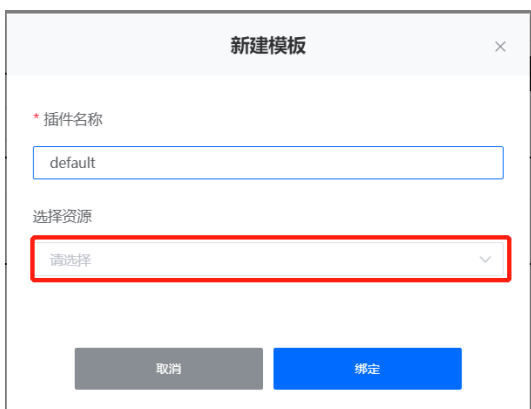 新建模板
* 插件名称
default
选择资源
请选择
取消
绑定